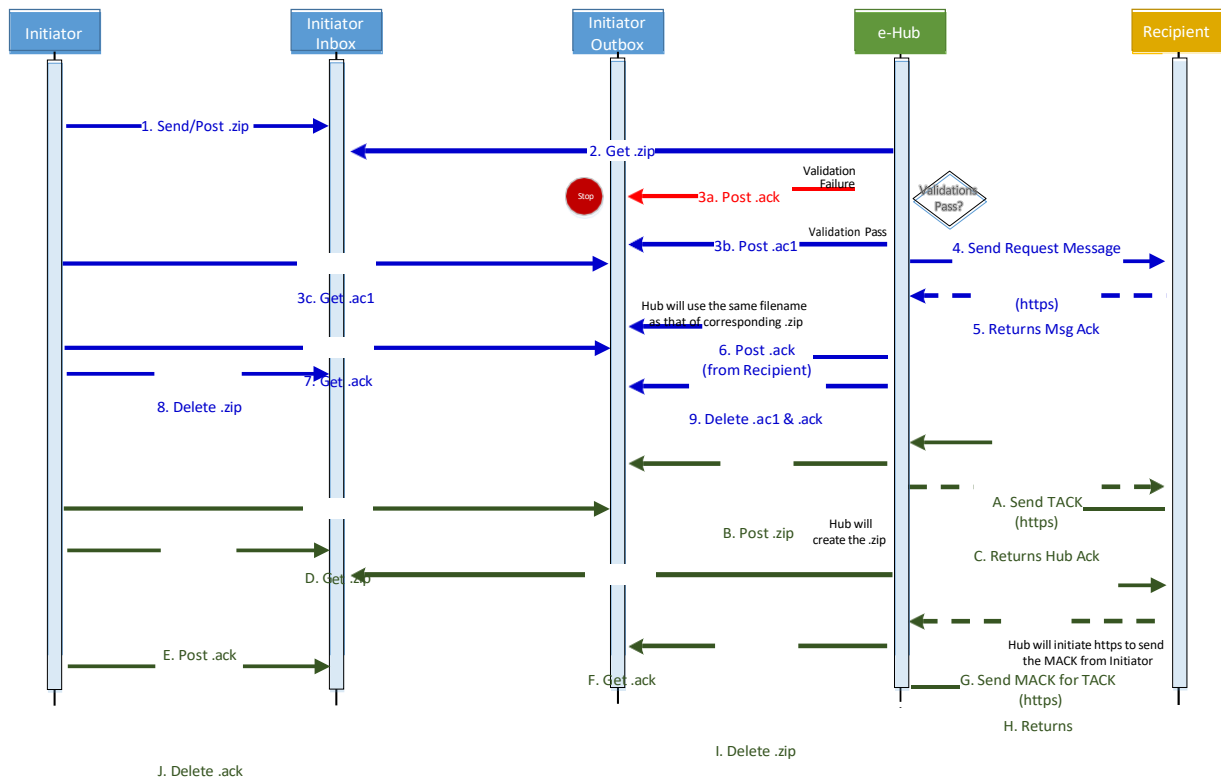 Initiator
Initiator
Inbox
Initiator
Outbox
e-Hub
Recipient
1. Send/Post .zip
2. Get .zip
Validation
Failure
Stop
3a. Post .ack
Validations
Pass?
Validation Pass
3b. Post .ac1
4. Send Request Message
3c. Get .ac1
(https)
Hub will use the same filename
as that of corresponding .zip
5. Returns Msg Ack
6. Post .ack
(from Recipient)
7. Get .ack
8. Delete .zip
9. Delete .ac1 & .ack
A. Send TACK
(https)
B. Post .zip
Hub will
create the .zip
C. Returns Hub Ack
D. Get .zip
E. Post .ack
Hub will initiate https to send
the MACK from Initiator
F. Get .ack
G. Send MACK for TACK
(https)
H. Returns
I. Delete .zip
J. Delete .ack